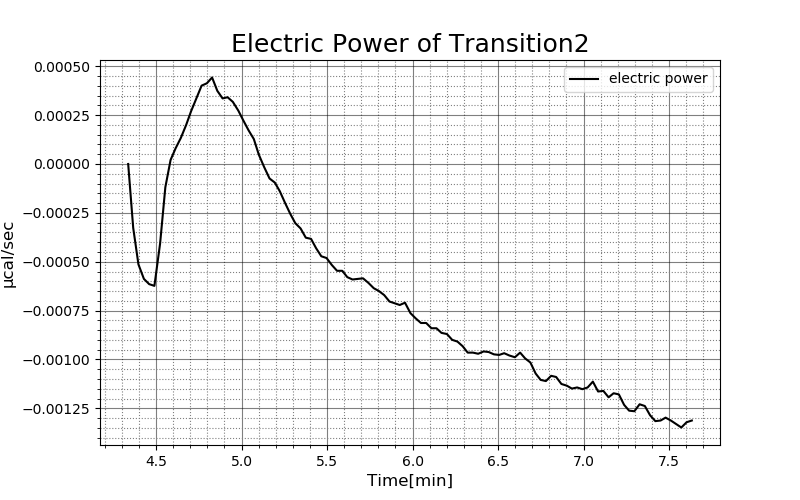 Electric Power of Transition2
electric power
0.00050
0.00025
0.00000
−0.00025
−0.00050
−0.00075
−0.00100
−0.00125
μcal/sec
4.5 5.0 5.5 6.0 6.5 7.0 7.5
Time[min]